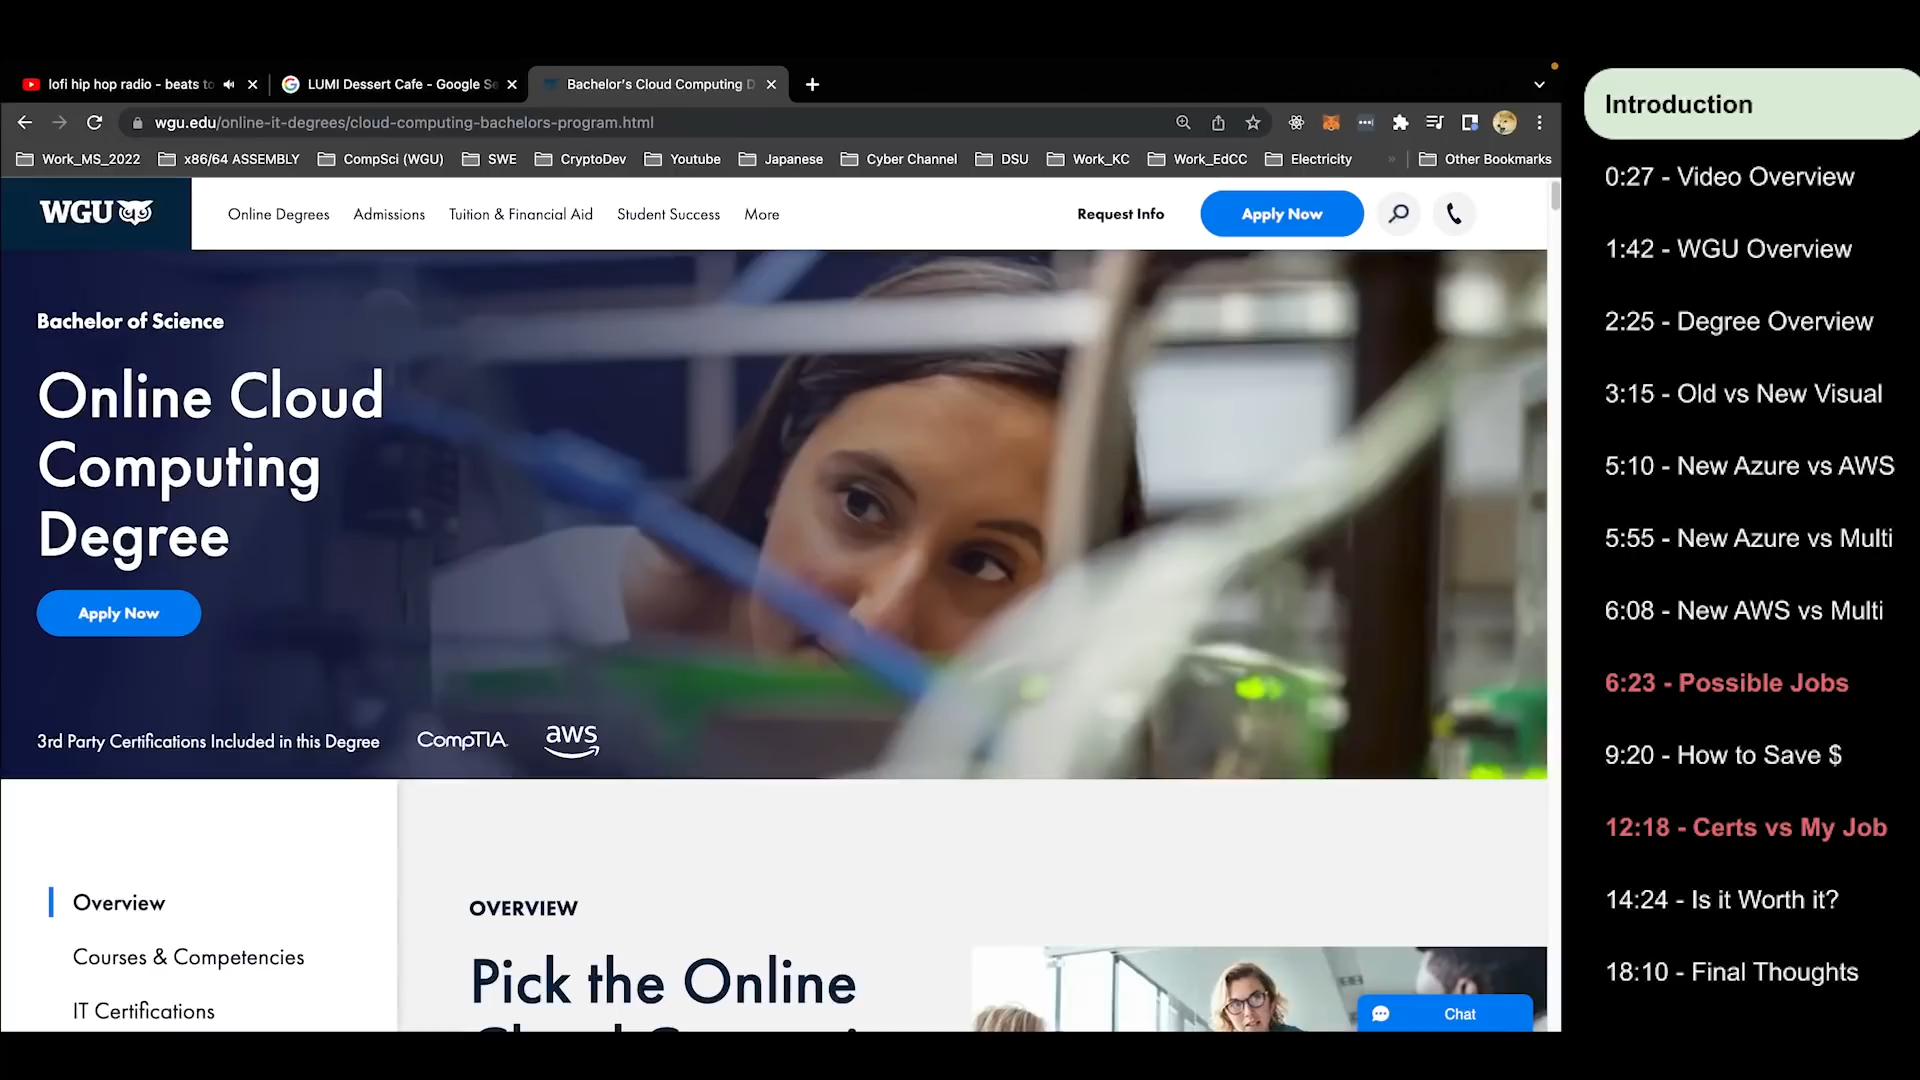 lofi hip hop radio - beats to
LUMI Dessert Cafe - Google Se
Bachelor's Cloud Computing D
wgu.edu/online-it-degrees/cloud-computing-bachelors-program.html
Work_MS_2022
x86/64 ASSEMBLY
CompSci (WGU)
SWE
CryptoDev
Youtube
Japanese
Cyber Channel
DSU
Work_KC
Work_EdCC
Electricity
»
Other Bookmarks
WGU
Online Degrees
Admissions
Tuition & Financial Aid
Student Success
More
Request Info
Apply Now
Bachelor of Science
Online Cloud
Computing
Degree
Apply Now
3rd Party Certifications Included in this Degree
CompTIA
aws
Overview
Courses & Competencies
IT Certifications
OVERVIEW
Pick the Online
Chat
Introduction
0:27 - Video Overview
1:42 - WGU Overview
2:25 - Degree Overview
3:15 - Old vs New Visual
5:10 - New Azure vs AWS
5:55 - New Azure vs Multi
6:08 - New AWS vs Multi
6:23 - Possible Jobs
9:20 - How to Save $
12:18 - Certs vs My Job
14:24 - Is it Worth it?
18:10 - Final Thoughts